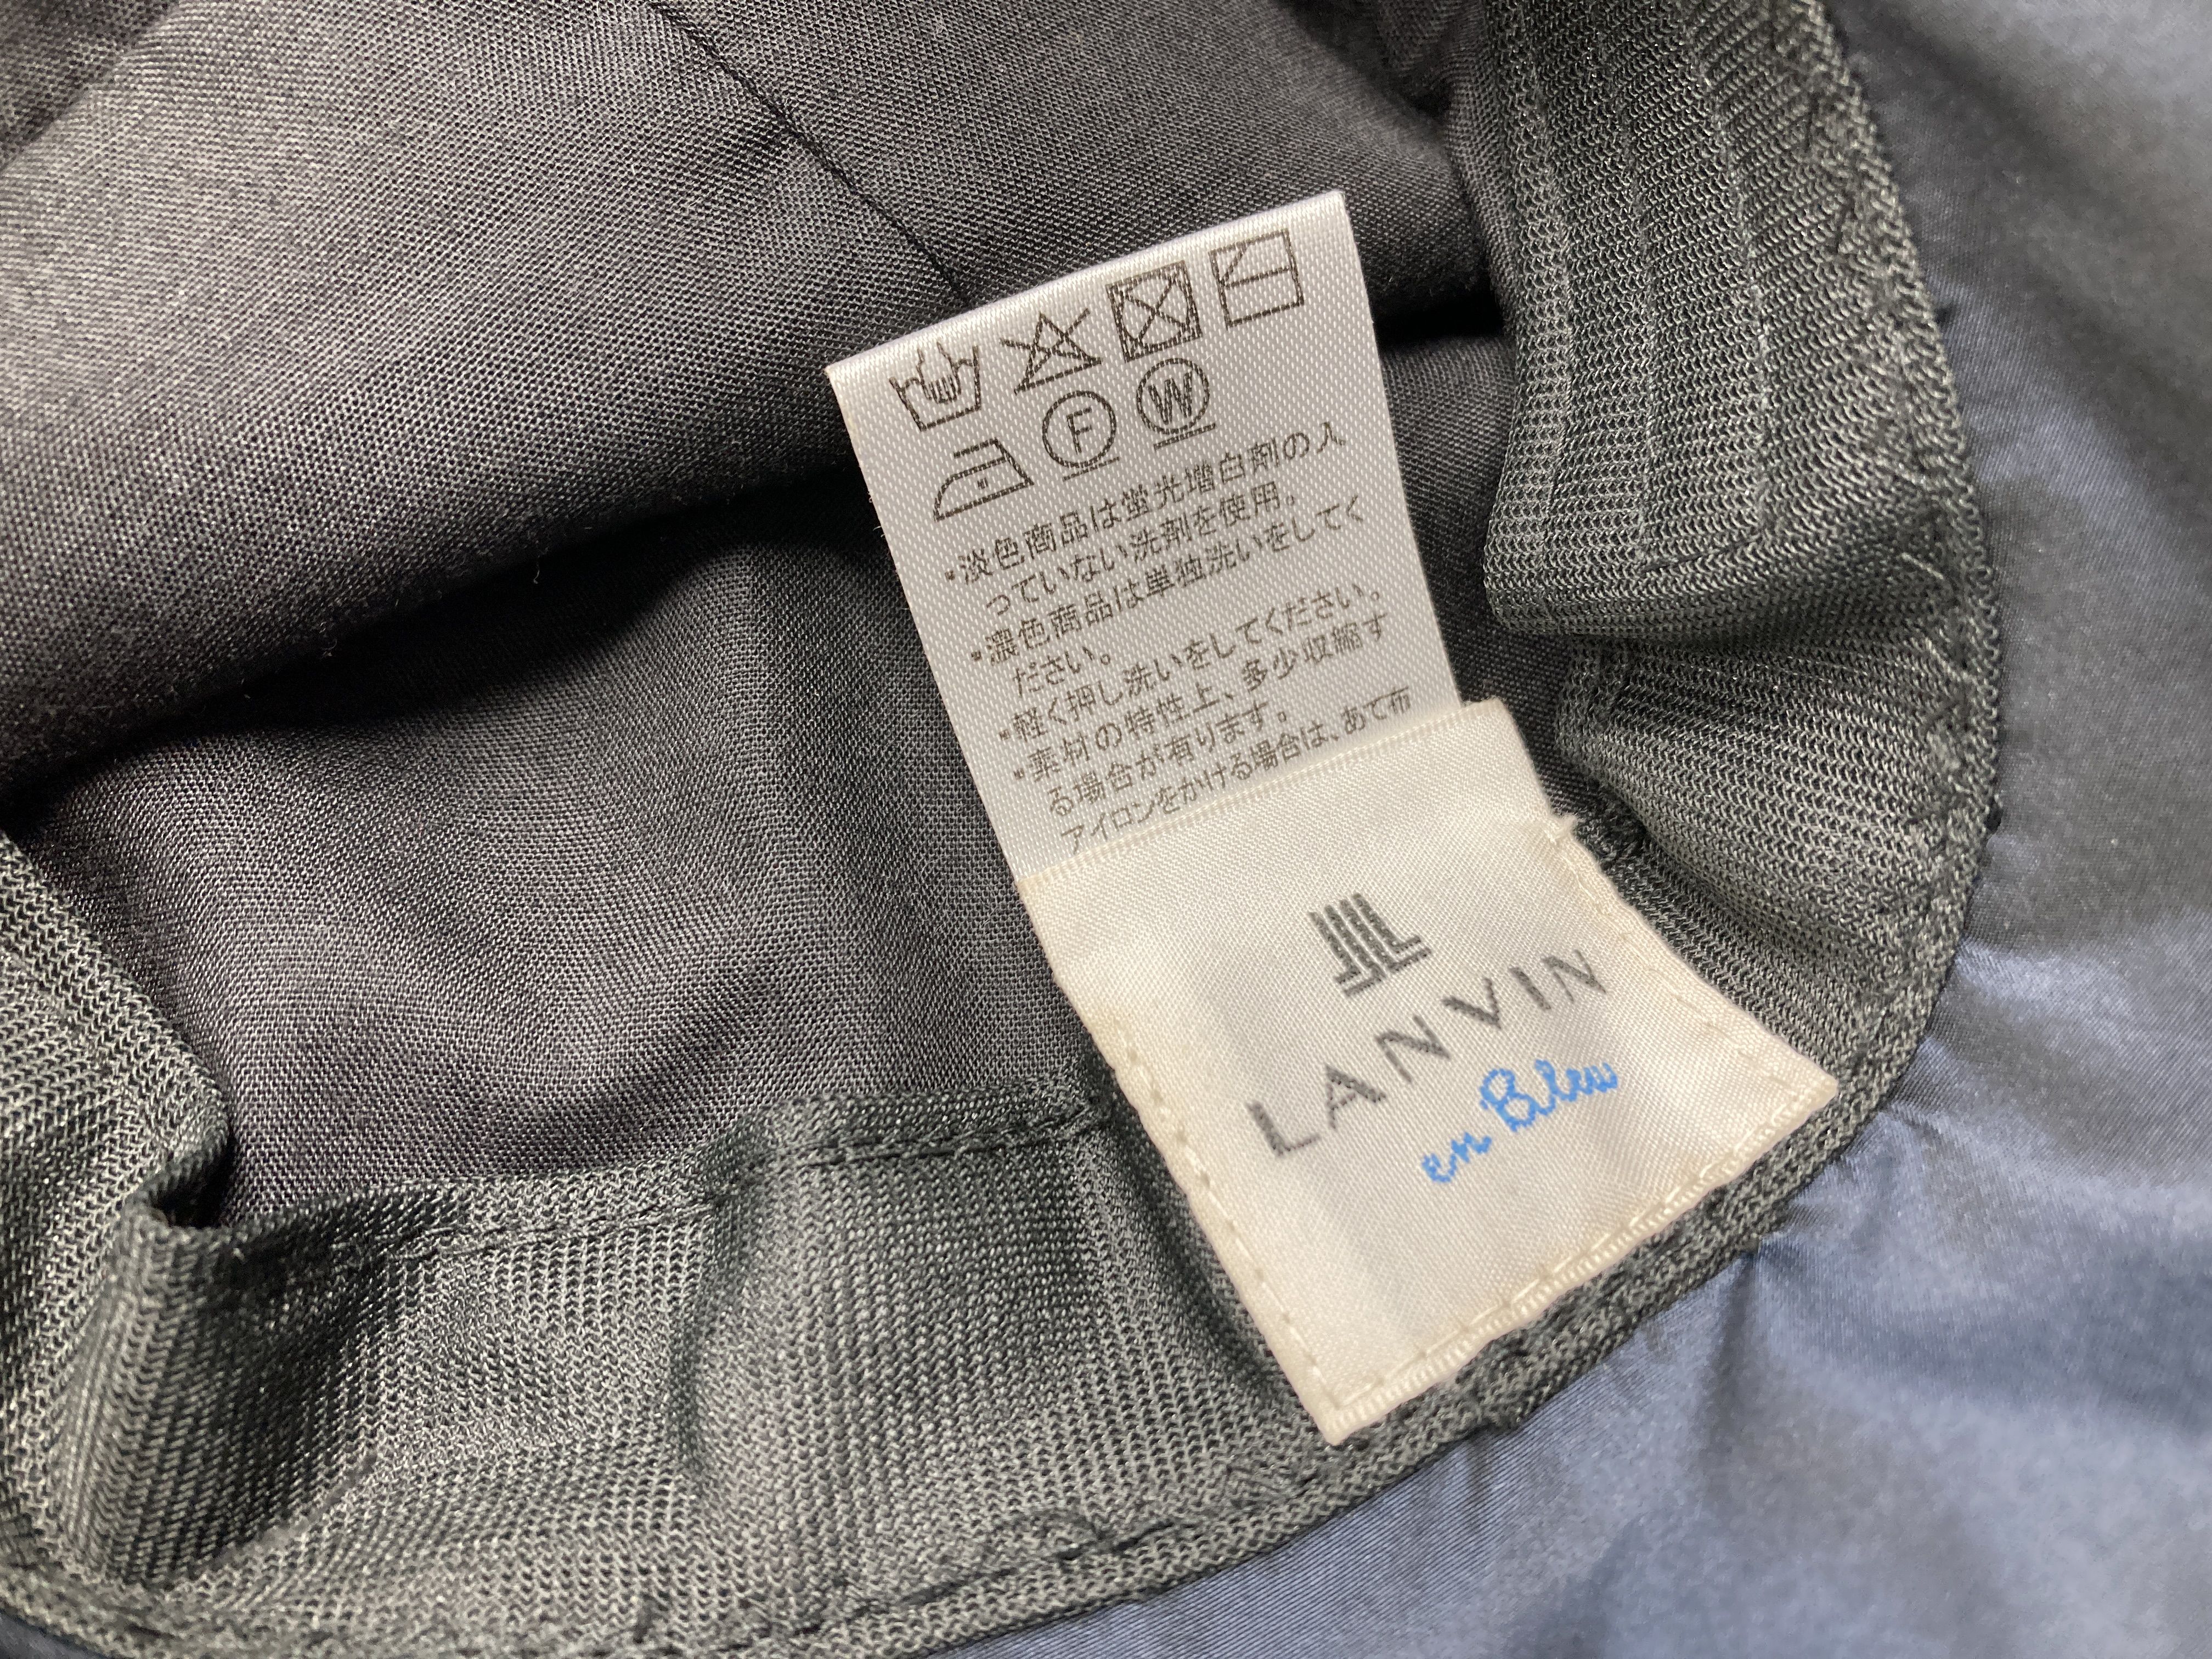 F W
・淡色商品は蛍光増白剤の入
っていない洗剤を使用。
・濃色商品は単独洗いをしてく
ださい。
・軽く押し洗いをしてください。
・素材の特性上、多少収縮す
る場合が有ります。
アイロンをかける場合は、あて布
LANVIN
en Bleu